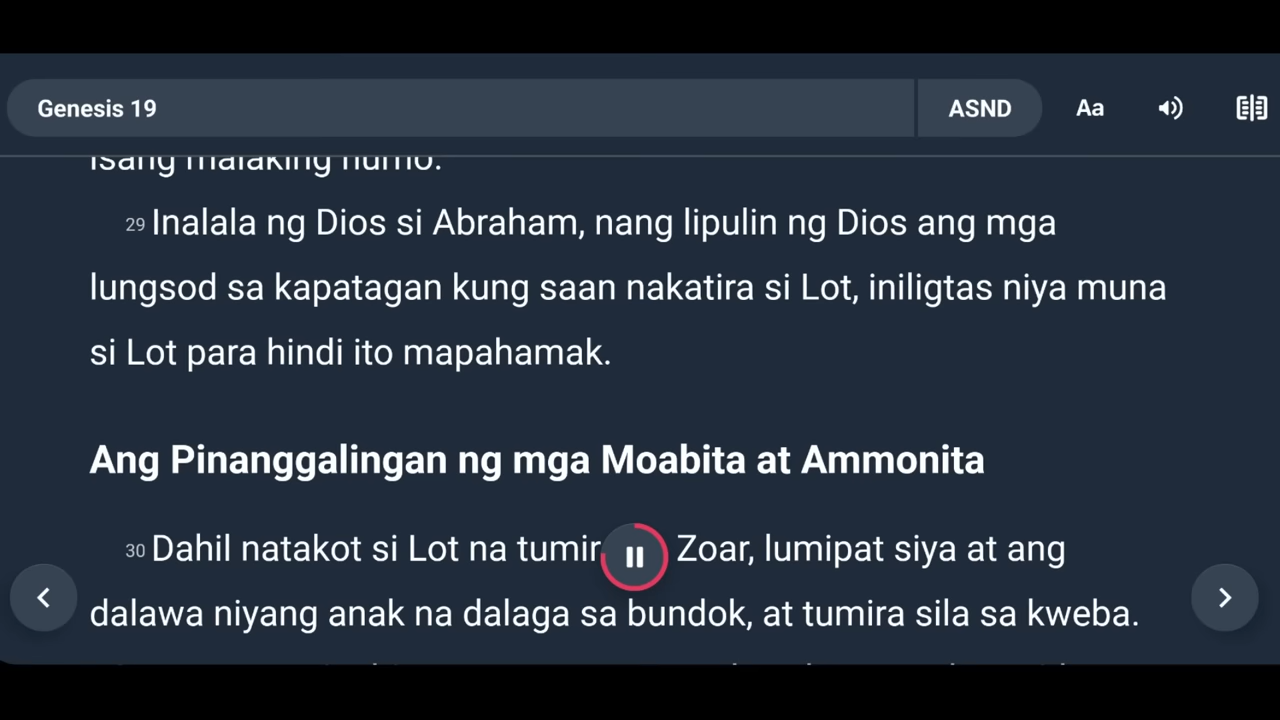 Genesis 19
ASND
Aa
isang malaking hurno.
29 Inalala ng Dios si Abraham, nang lipulin ng Dios ang mga
lungsod sa kapatagan kung saan nakatira si Lot, iniligtas niya muna
si Lot para hindi ito mapahamak.
Ang Pinanggalingan ng mga Moabita at Ammonita
30 Dahil natakot si Lot na Zoar, lumipat siya at ang
dalawa niyang anak na dalaga sa bundok, at tumira sila sa kweba.